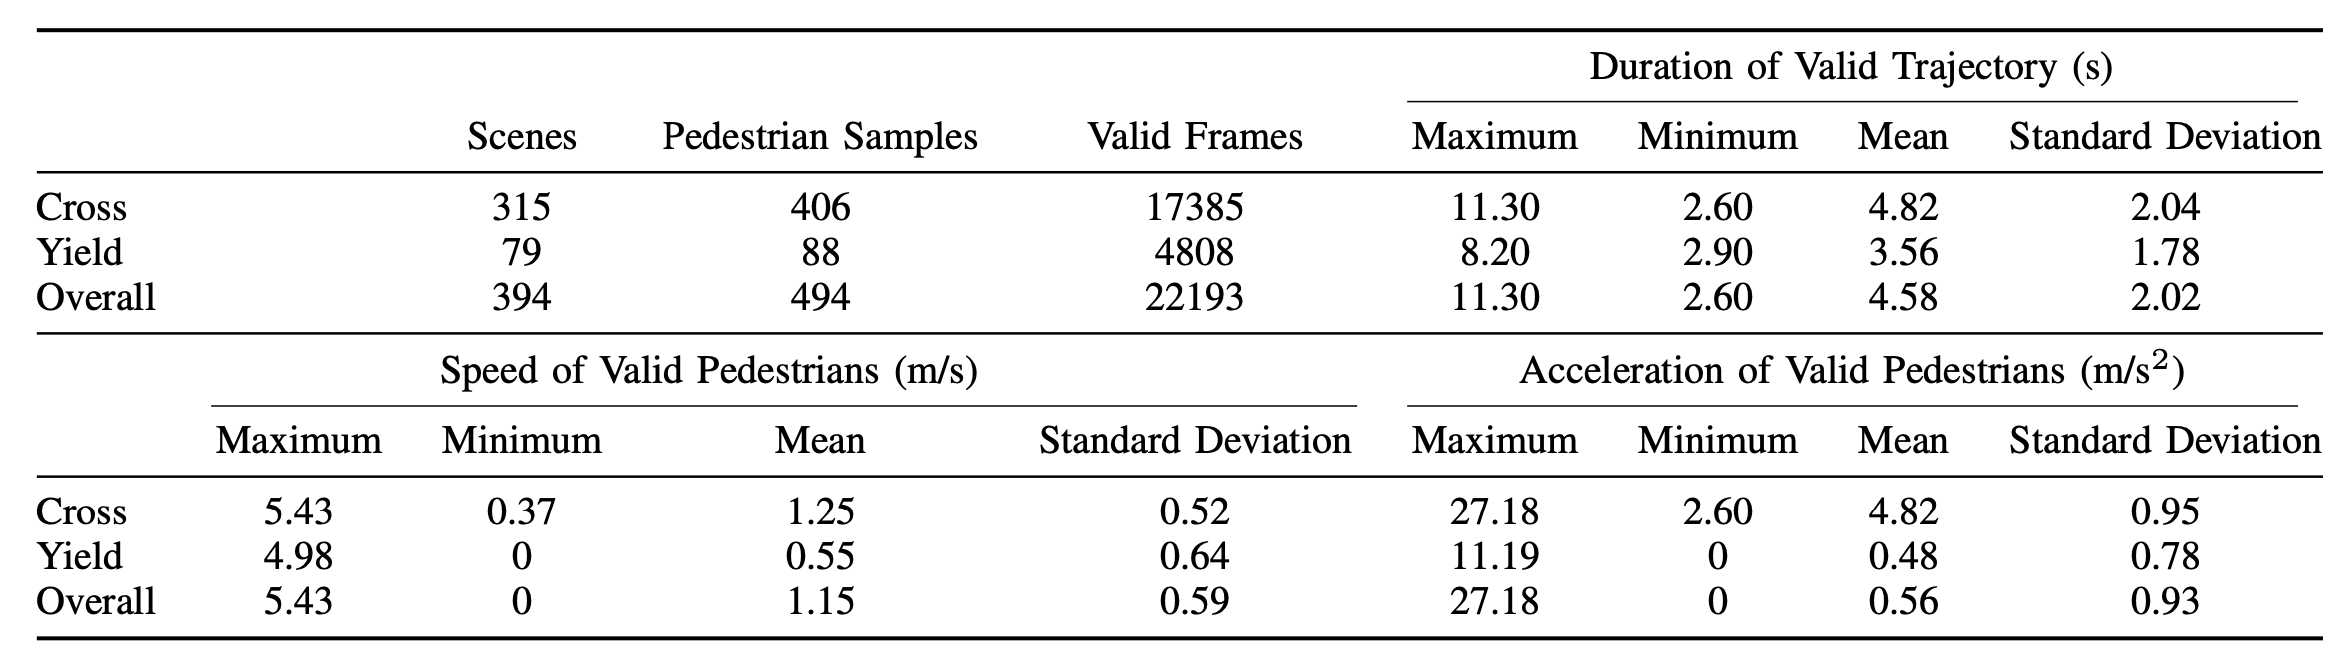 Duration of Valid Trajectory (s)
Scenes Pedestrian Samples Valid Frames Maximum Minimum Mean Standard Deviation
Cross 315 406 17385 11.30 2.60 4.82 2.04
Yield 79 88 4808 8.20 2.90 3.56 1.78
Overall 394 494 22193 11.30 2.60 4.58 2.02
Speed of Valid Pedestrians (m/s) Acceleration of Valid Pedestrians (m/s²)
Maximum Minimum Mean Standard Deviation Maximum Minimum Mean Standard Deviation
Cross 5.43 0.37 1.25 0.52 27.18 2.60 4.82 0.95
Yield 4.98 0 0.55 0.64 11.19 0 0.48 0.78
Overall 5.43 0 1.15 0.59 27.18 0 0.56 0.93